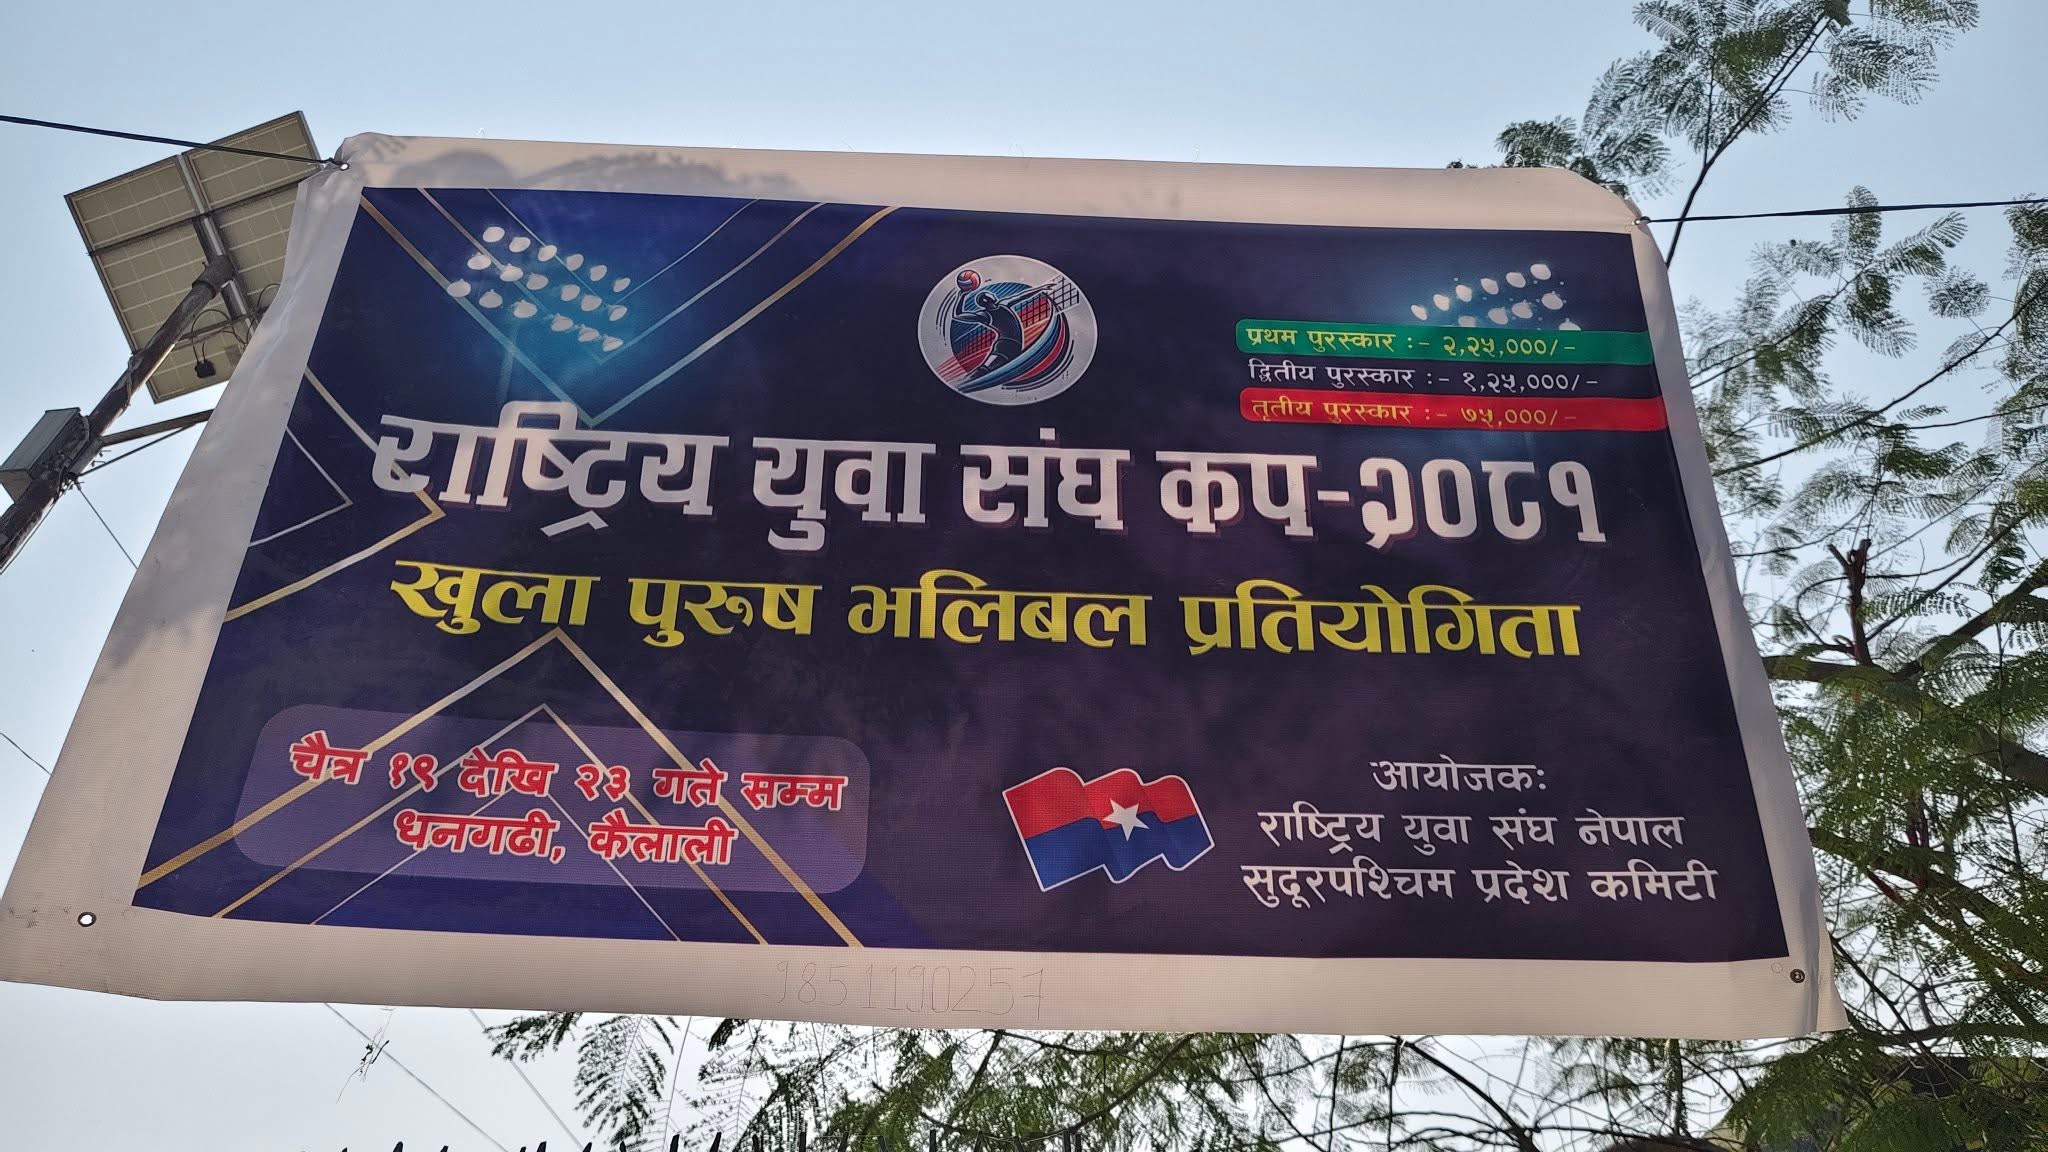 प्रथम पुरस्कार :- २,२५,०००/-
द्धितीय पुरस्कार :- १,२५,०००/-
तृतीय पुरस्कार :- ७५,०००/-
राष्ट्रिय युवा संघ कप-२०८१
खुला पुरुष भलिबल प्रतियोगिता
चैत्र १९ देखि २३ गते सम्म
धनगढी, कैलाली
आयोजकः
राष्ट्रिय युवा संघ नेपाल
सुदूरपश्चिम प्रदेश कमिटी
9851190257